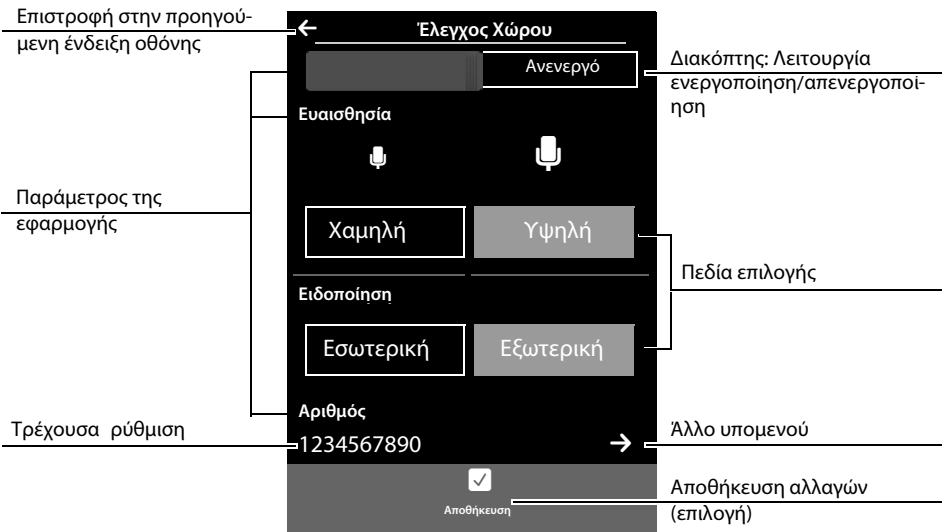 Επιστροφή στην προηγού-
μενη ένδειξη οθόνης
Έλεγχος Χώρου
Ανενεργό
Διακόπτης: Λειτουργία
ενεργοποίηση/απενεργοποί-
ηση
Ευαισθησία
Παράμετρος της
εφαρμογής
Χαμηλή
Υψηλή
Πεδία επιλογής
Ειδοποίηση
Εσωτερική
Εξωτερική
Αριθμός
Τρέχουσα ρύθμιση
1234567890
Άλλο υπομενού
Αποθήκευση
Αποθήκευση αλλαγών
(επιλογή)